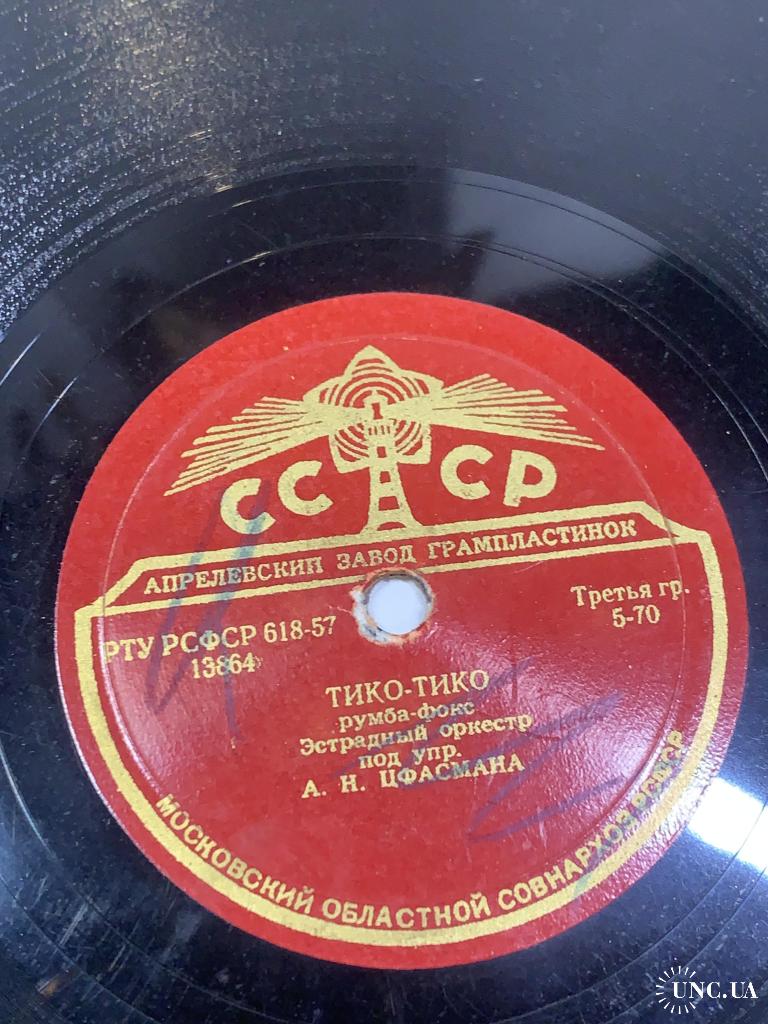 СССР
АПРЕЛЕВСКИЙ ЗАВОД ГРАМПЛАСТИНОК
РТУ РСФСР 618-57
13864
Третья гр.
5-70
ТИКО-ТИКО
румба-фокс
Эстрадный оркестр
под упр.
А. Н. ЦФАСМАНА
МОСКОВСКИЙ ОБЛАСТНОЙ СОВНАРХОЗ РСФСР
UNC.UA